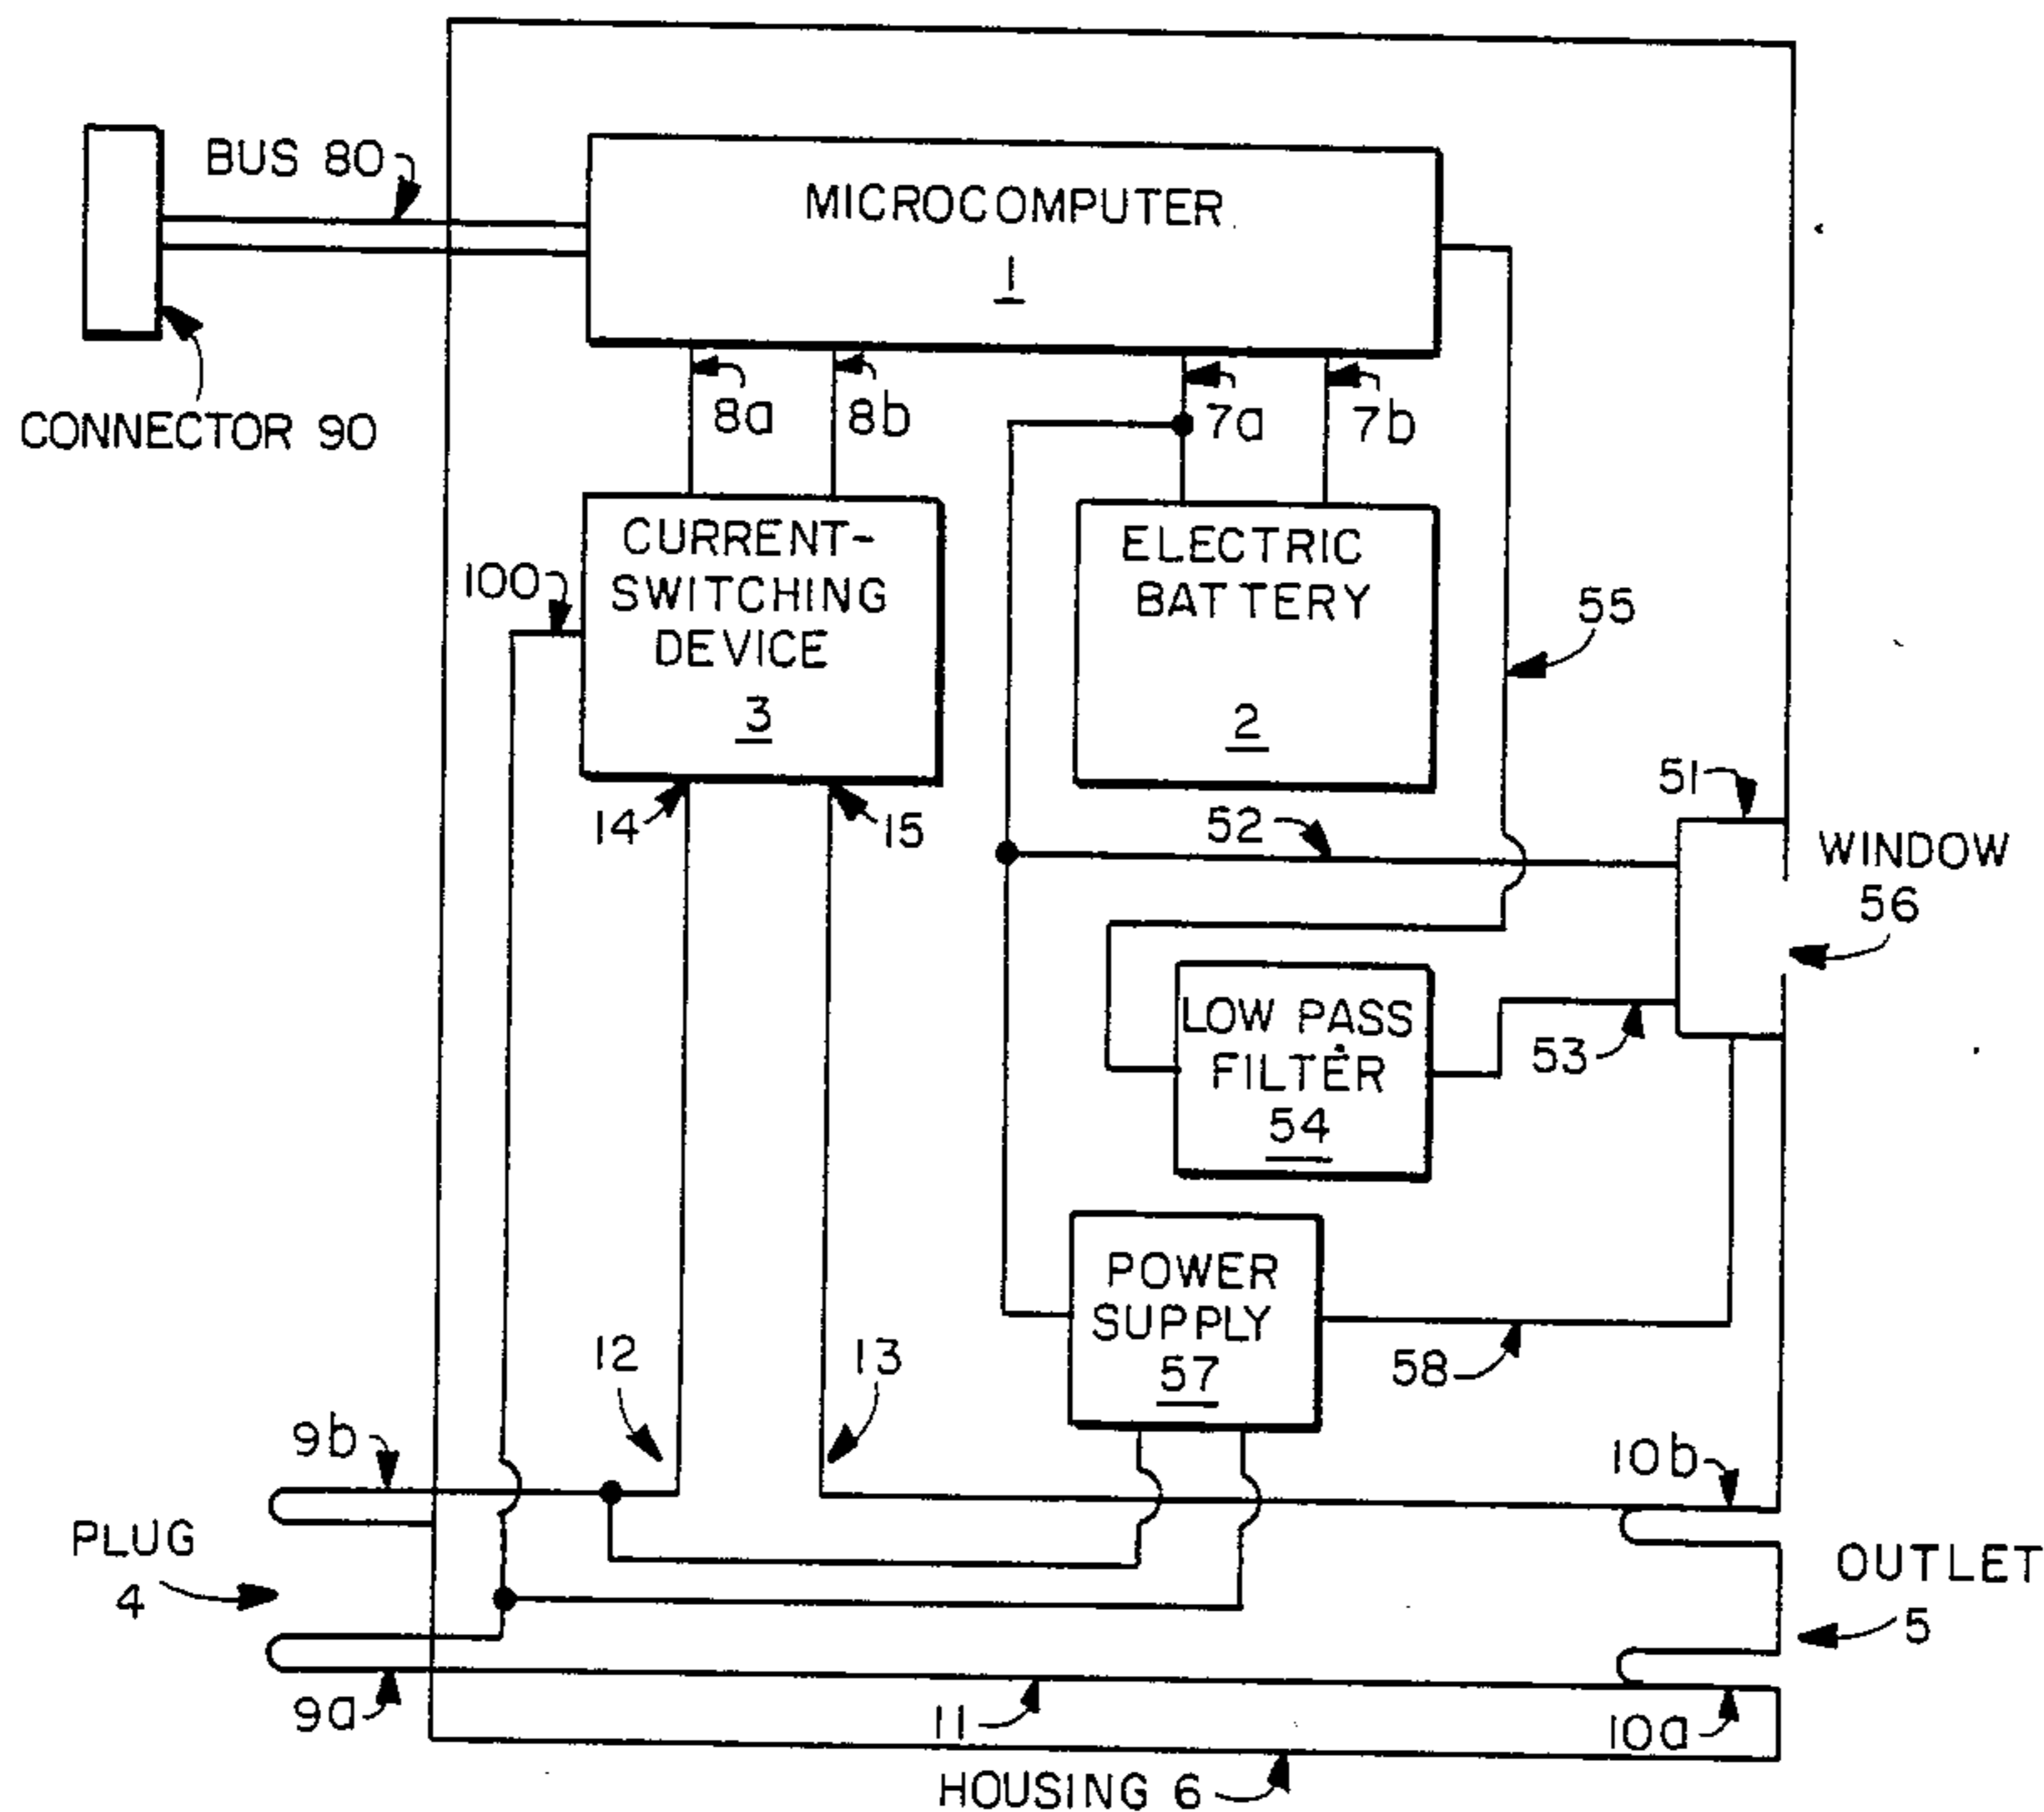 BUS 80
MICROCOMPUTER
1
CONNECTOR 90
8a
8b
7a
7b
100
CURRENT-
SWITCHING
DEVICE
3
ELECTRIC
BATTERY
2
55
14
15
52
51
WINDOW
56
LOW PASS
FILTER
54
53
POWER
SUPPLY
57
58
12
13
9b
10b
PLUG
4
OUTLET
5
9a
11
10a
HOUSING 6